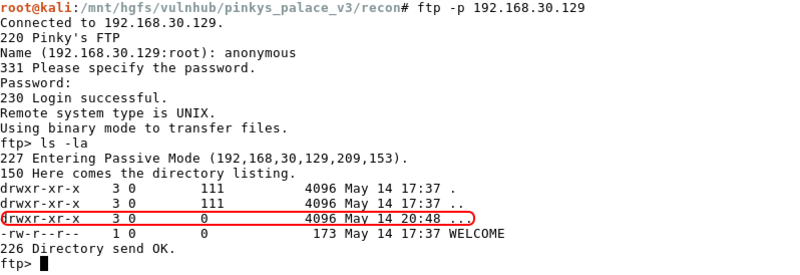 root@kali:/mnt/hgfs/vulnhub/pinkys_palace_v3/recon# ftp -p 192.168.30.129
Connected to 192.168.30.129.
220 Pinky's FTP
Name (192.168.30.129:root): anonymous
331 Please specify the password.
Password:
230 Login successful.
Remote system type is UNIX.
Using binary mode to transfer files.
ftp> ls -la
227 Entering Passive Mode (192,168,30,129,209,153).
150 Here comes the directory listing.
drwxr-xr-x    3 0        111          4096 May 14 17:37 .
drwxr-xr-x    3 0        111          4096 May 14 17:37 ..
drwxr-xr-x    3 0        0            4096 May 14 20:48 ...
-rw-r--r--    1 0        0             173 May 14 17:37 WELCOME
226 Directory send OK.
ftp>